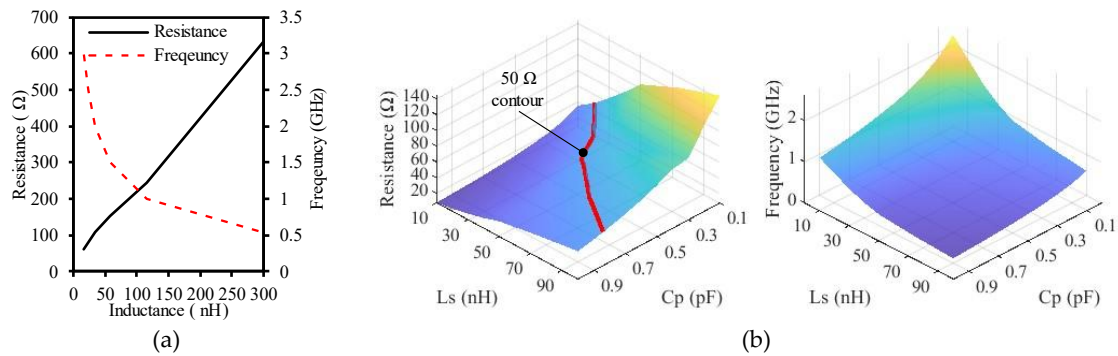 700
600
500
400
300
200
100
0
Resistance ( Ω)
3.5
3
2.5
2
1.5
1
0.5
0
Freqeuncy (GHz)
Resistance
Freqeuncy
0 50 100 150 200 250 300
Inductance ( nH)
(a)
50 Ω
contour
140
120
100
80
60
40
20
Resistance (Ω)
10
30
50
70
90
Ls (nH)
0.9
0.7
0.5
0.3
0.1
Cp (pF)
2
1
0
Frequency (GHz)
10
30
50
70
90
Ls (nH)
0.9
0.7
0.5
0.3
0.1
Cp (pF)
(b)